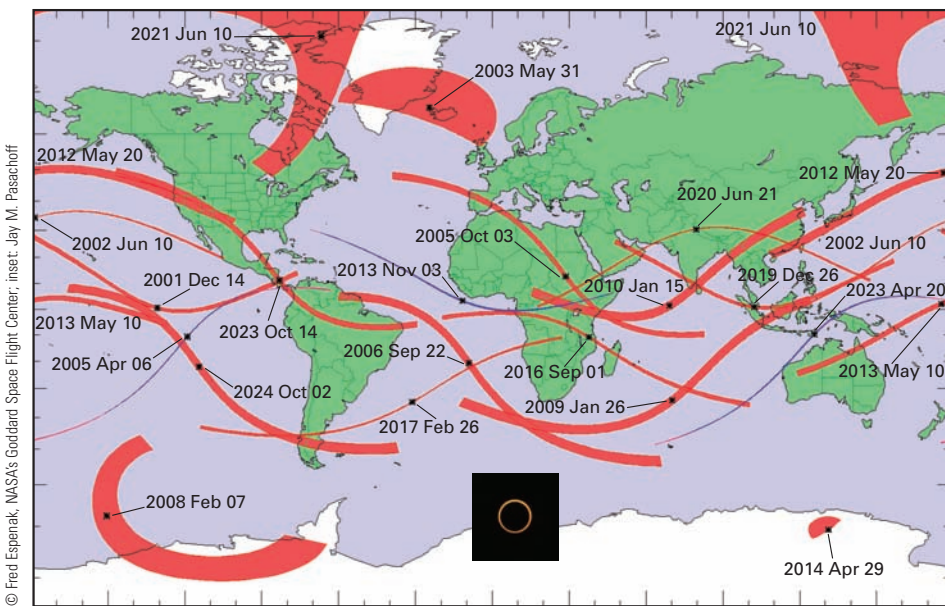 © Fred Espenak, NASA's Goddard Space Flight Center; inset: Jay M. Pasachoff
2021 Jun 10
2021 Jun 10
2003 May 31
2012 May 20
2012 May 20
2020 Jun 21
2002 Jun 10
2005 Oct 03
2002 Jun 10
2013 Nov 03
2019 Dec 26
2001 Dec 14
2010 Jan 15
2023 Apr 20
2013 May 10
2023 Oct 14
2005 Apr 06
2006 Sep 22
2016 Sep 01
2013 May 10
2024 Oct 02
2009 Jan 26
2017 Feb 26
2008 Feb 07
2014 Apr 29